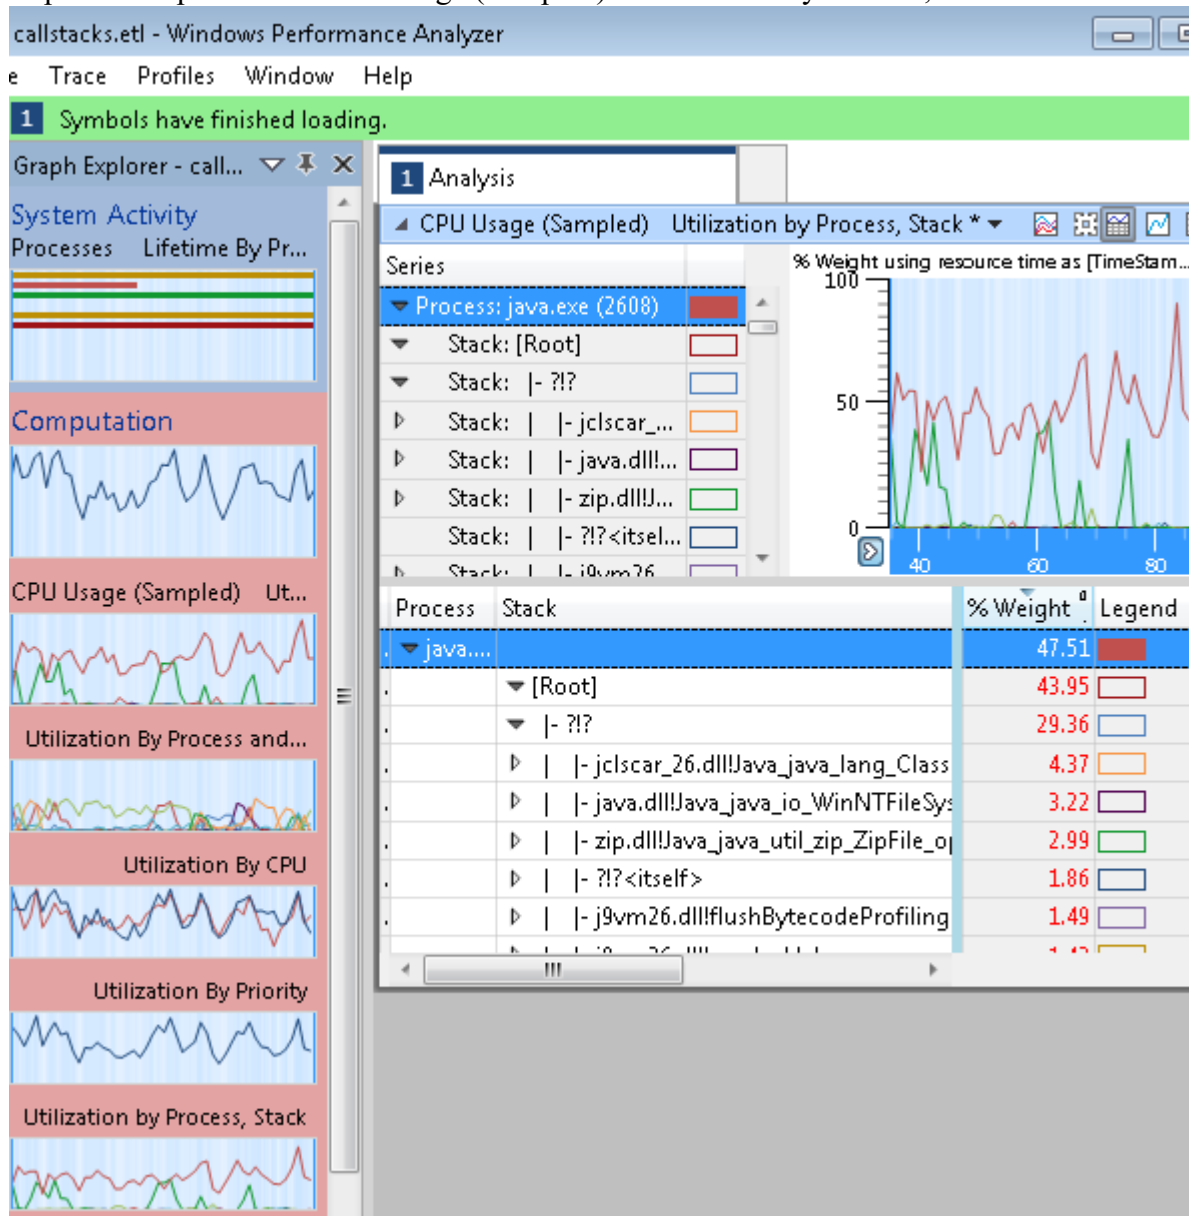 callstacks.etl - Windows Performance Analyzer
e Trace Profiles Window Help
1 Symbols have finished loading.
Graph Explorer - call...
System Activity
Processes Lifetime By Pr...
Computation
CPU Usage (Sampled) Ut...
Utilization By Process and...
Utilization By CPU
Utilization By Priority
Utilization by Process, Stack
1 Analysis
CPU Usage (Sampled) Utilization by Process, Stack *
Series
Process: java.exe (2608)
Stack: [Root]
Stack: |- ?!?
Stack: | |- jclscar_...
Stack: | |- java.dll!...
Stack: | |- zip.dll!J...
Stack: | |- ?!?<itsel...
Stack: | |- j9vm26
% Weight using resource time as [TimeStam...
100
50
0
40 60 80
Process Stack % Weight Legend
java.... 47.51
[Root] 43.95
|- ?!? 29.36
| |- jclscar_26.dll!Java_java_lang_Class 4.37
| |- java.dll!Java_java_io_WinNTFileSys 3.22
| |- zip.dll!Java_java_util_zip_ZipFile_op 2.99
| |- ?!?<itself> 1.86
| |- j9vm26.dll!flushBytecodeProfiling 1.49